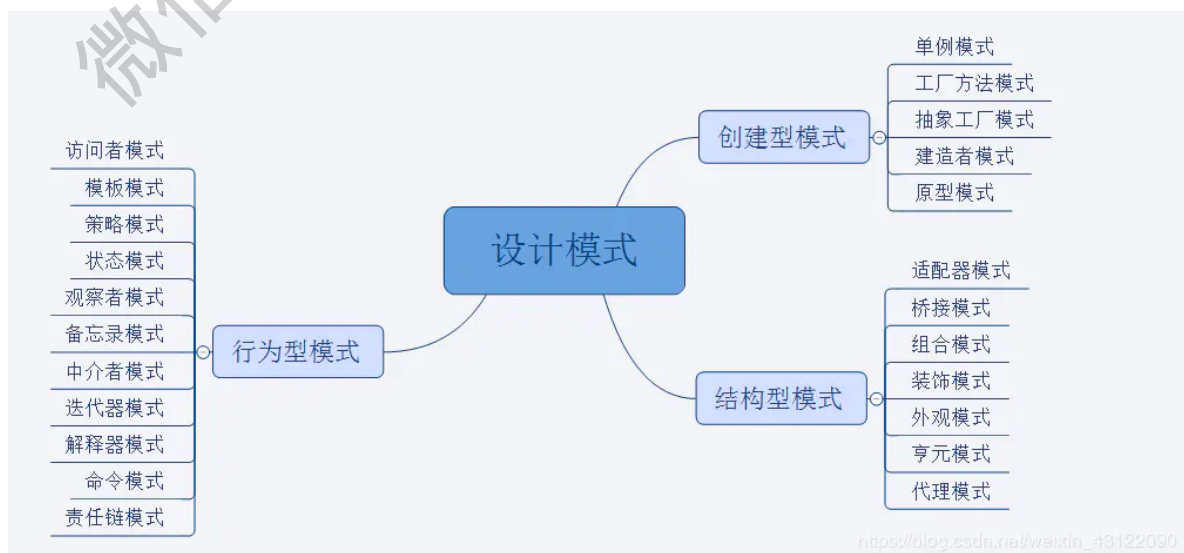 微信
设计模式
创建型模式
单例模式
工厂方法模式
抽象工厂模式
建造者模式
原型模式
结构型模式
适配器模式
桥接模式
组合模式
装饰模式
外观模式
亨元模式
代理模式
行为型模式
访问者模式
模板模式
策略模式
状态模式
观察者模式
备忘录模式
中介者模式
迭代器模式
解释器模式
命令模式
责任链模式
https://blog.csdn.net/weixin_43122090